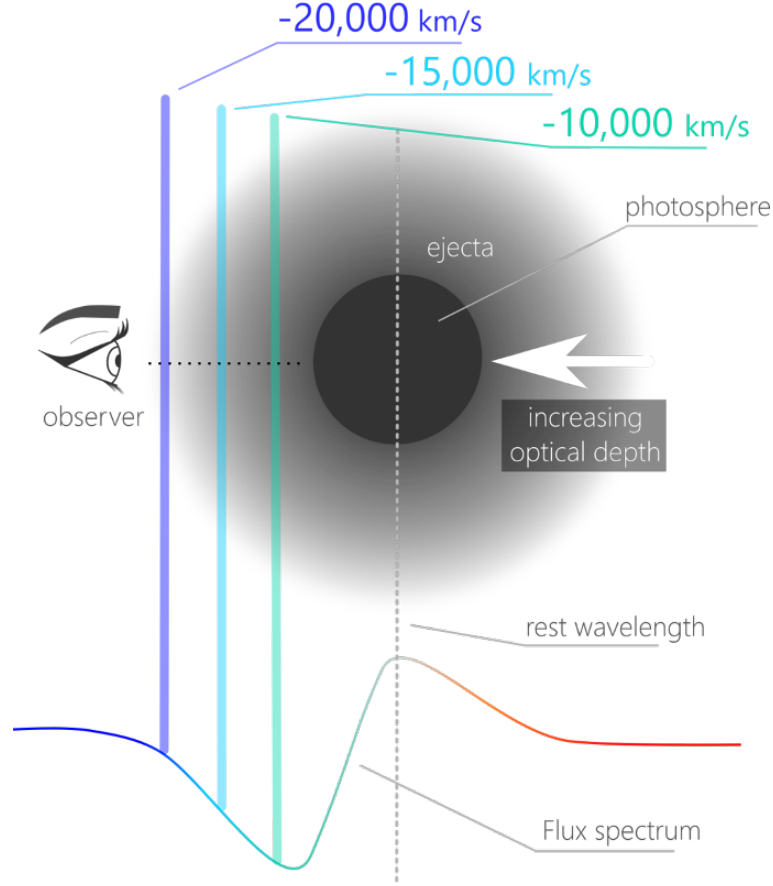 -20,000 km/s
-15,000 km/s
-10,000 km/s
photosphere
ejecta
observer
increasing
optical depth
rest wavelength
Flux spectrum